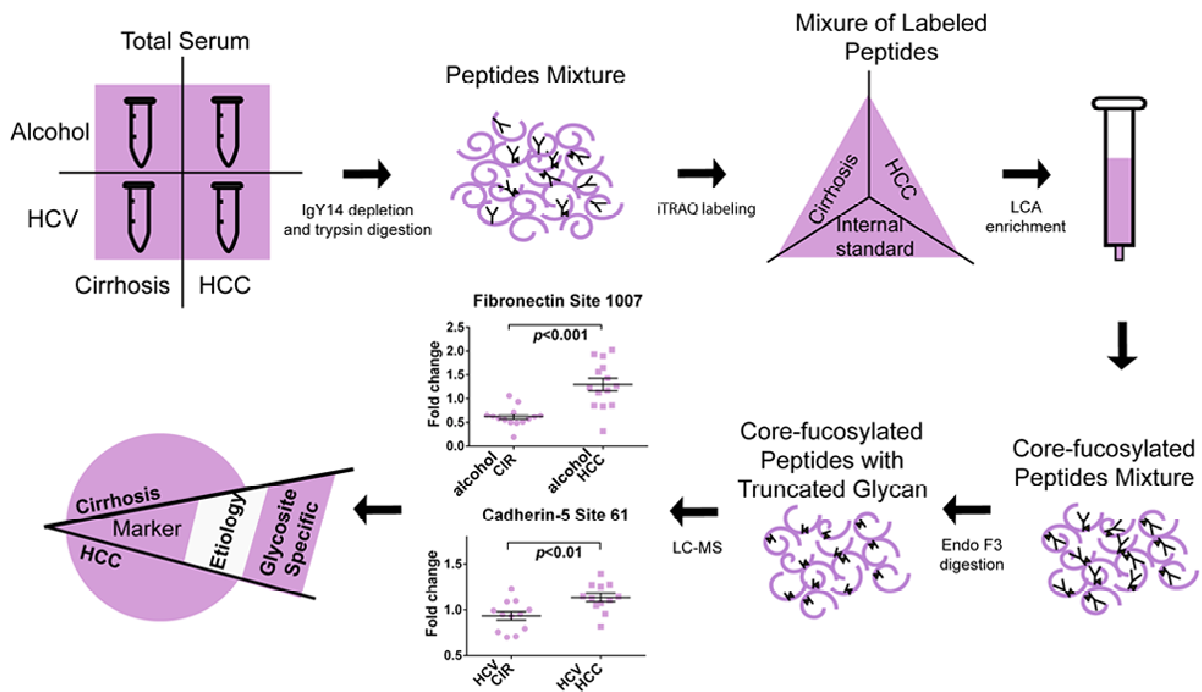 Total Serum
Alcohol
HCV
Cirrhosis
HCC
IgY14 depletion
and trypsin digestion
Peptides Mixture
iTRAQ labeling
Mixure of Labeled
Peptides
Cirrhosis
HCC
Internal
standard
LCA
enrichment
Core-fucosylated
Peptides Mixture
Endo F3
digestion
Core-fucosylated
Peptides with
Truncated Glycan
LC-MS
Fibronectin Site 1007
p<0.001
Fold change
2.5
2.0
1.5
1.0
0.5
0.0
alcohol
CIR
alcohol
HCC
Cadherin-5 Site 61
p<0.01
Fold change
1.5
1.0
0.5
HCV
CIR
HCV
HCC
Cirrhosis
Marker
HCC
Etiology
Glycosite
Specific